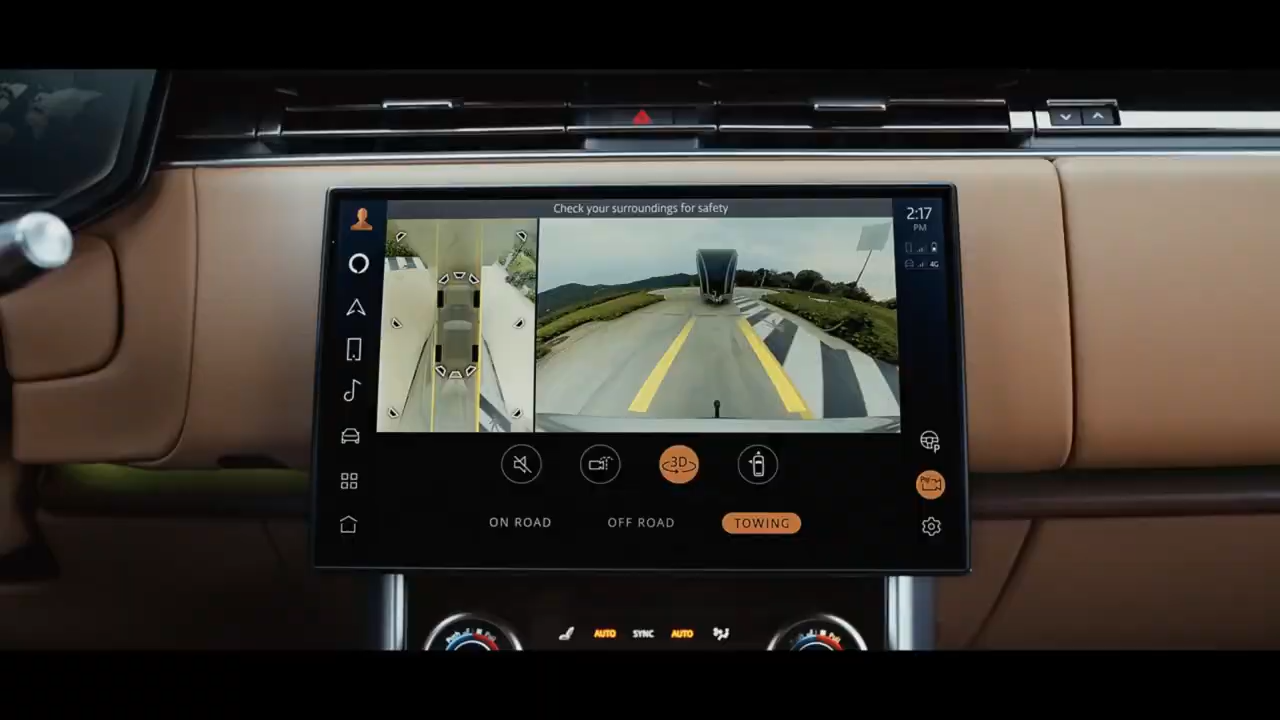 Check your surroundings for safety
2:17
PM
4G
3D
P
ON ROAD
OFF ROAD
TOWING
AUTO
SYNC
AUTO